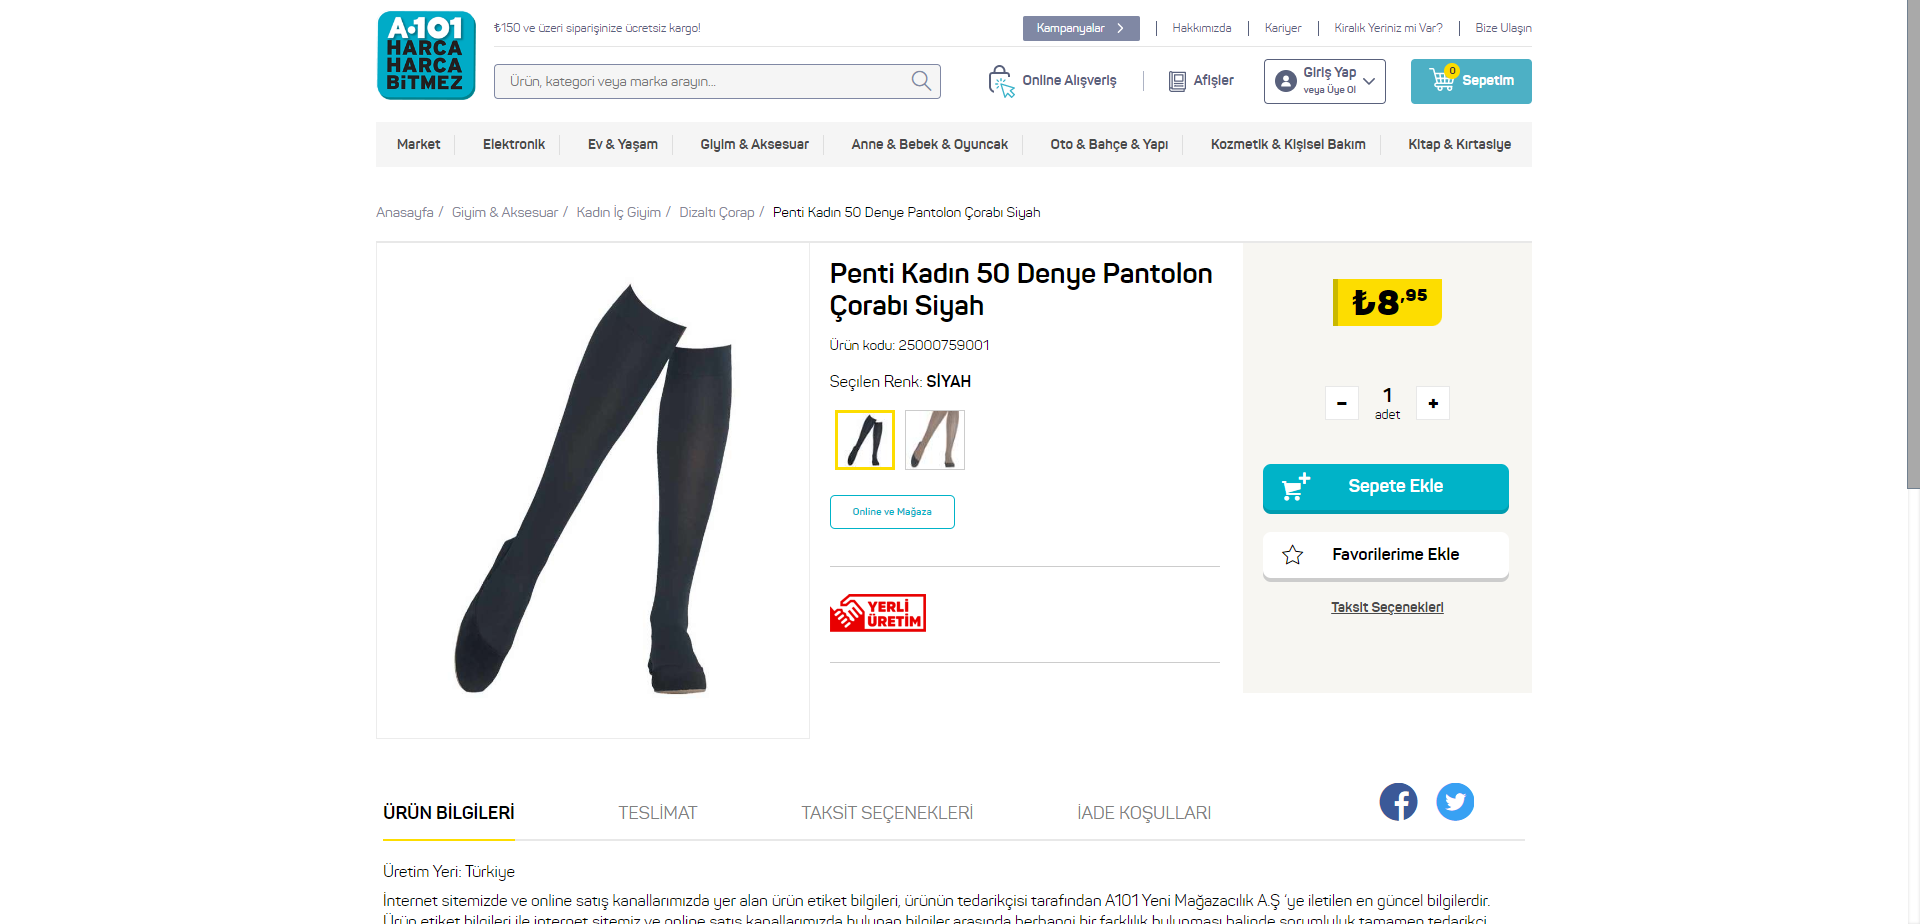 A•101
HARCA
HARCA
BİTMEZ
₺150 ve üzeri siparişinize ücretsiz kargo!
Kampanyalar
Hakkımızda
Kariyer
Kiralık Yeriniz mi Var?
Bize Ulaşın
Ürün, kategori veya marka arayın...
Online Alışveriş
Afişler
Giriş Yap
veya Üye Ol
0
Sepetim
Market
Elektronik
Ev & Yaşam
Giyim & Aksesuar
Anne & Bebek & Oyuncak
Oto & Bahçe & Yapı
Kozmetik & Kişisel Bakım
Kitap & Kırtasiye
Anasayfa / Giyim & Aksesuar / Kadın İç Giyim / Dizaltı Çorap / Penti Kadın 50 Denye Pantolon Çorabı Siyah
Penti Kadın 50 Denye Pantolon
Çorabı Siyah
Ürün kodu: 25000759001
Seçilen Renk: SİYAH
Online ve Mağaza
YERLİ
ÜRETİM
₺8,95
- 1 +
adet
Sepete Ekle
Favorilerime Ekle
Taksit Seçenekleri
ÜRÜN BİLGİLERİ
TESLİMAT
TAKSİT SEÇENEKLERİ
İADE KOŞULLARI
Üretim Yeri: Türkiye
İnternet sitemizde ve online satış kanallarımızda yer alan ürün etiket bilgileri, ürünün tedarikçisi tarafından A101 Yeni Mağazacılık A.Ş 'ye iletilen en güncel bilgilerdir.
Ürün etiket bilgileri ile internet sitemiz ve online satış kanallarımızda bulunan bilgiler arasında herhangi bir farklılık bulunması halinde sorumluluk tamamen tedarikçi